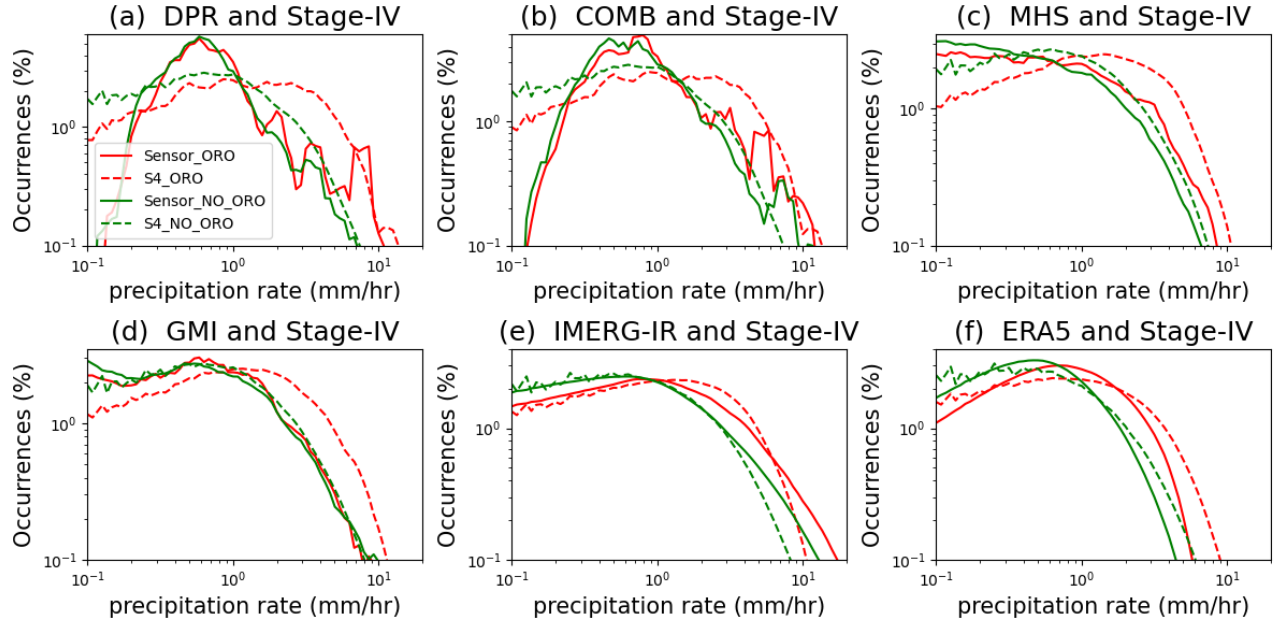 (a) DPR and Stage-IV
Occurrences (%)
10⁰
10⁻¹
Sensor_ORO
S4_ORO
Sensor_NO_ORO
S4_NO_ORO
10⁻¹ 10⁰ 10¹
precipitation rate (mm/hr)
(b) COMB and Stage-IV
Occurrences (%)
10⁰
10⁻¹
10⁻¹ 10⁰ 10¹
precipitation rate (mm/hr)
(c) MHS and Stage-IV
Occurrences (%)
10⁰
10⁻¹
10⁻¹ 10⁰ 10¹
precipitation rate (mm/hr)
(d) GMI and Stage-IV
Occurrences (%)
10⁰
10⁻¹
10⁻¹ 10⁰ 10¹
precipitation rate (mm/hr)
(e) IMERG-IR and Stage-IV
Occurrences (%)
10⁰
10⁻¹
10⁻¹ 10⁰ 10¹
precipitation rate (mm/hr)
(f) ERA5 and Stage-IV
Occurrences (%)
10⁰
10⁻¹
10⁻¹ 10⁰ 10¹
precipitation rate (mm/hr)